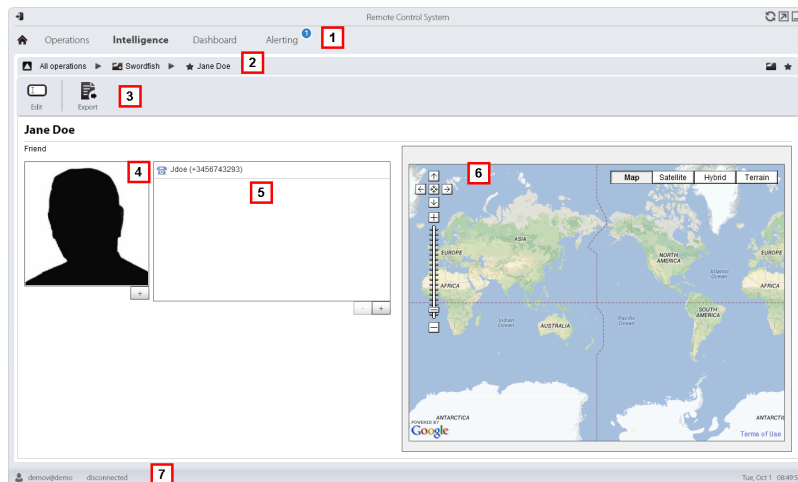 Remote Control System
Operations Intelligence Dashboard Alerting 1 1
All operations Swordfish Jane Doe 2
Edit Export 3
Jane Doe
Friend
4
Jdoe (+3456743293)
5
- +
+
6
Map Satellite Hybrid Terrain
ASIA
EUROPE
NORTH AMERICA
EUROPE
Atlantic Ocean
AFRICA
AFRICA
Indian Ocean
AUSTRALIA
Pacific Ocean
SOUTH AMERICA
ANTARCTICA
POWERED BY
Google
Terms of Use
demov@demo disconnected 7
Tue, Oct 1